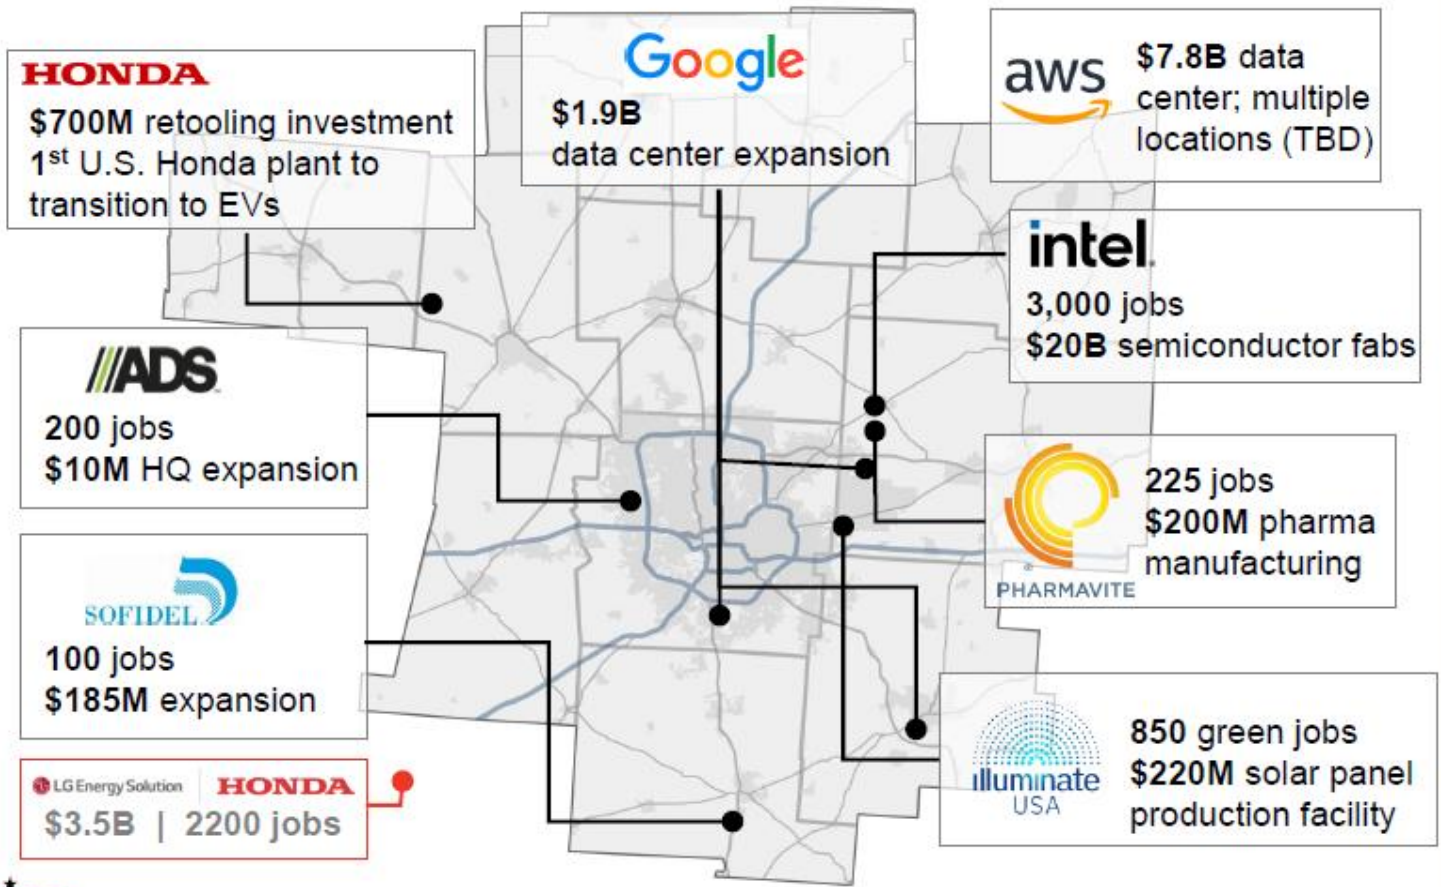 HONDA
$700M retooling investment
1st U.S. Honda plant to
transition to EVs
Google
$1.9B
data center expansion
aws
$7.8B data
center; multiple
locations (TBD)
intel.
3,000 jobs
$20B semiconductor fabs
ADS
200 jobs
$10M HQ expansion
PHARMAVITE
225 jobs
$200M pharma
manufacturing
SOFIDEL
100 jobs
$185M expansion
illuminate
USA
850 green jobs
$220M solar panel
production facility
LG Energy Solution | HONDA
$3.5B | 2200 jobs